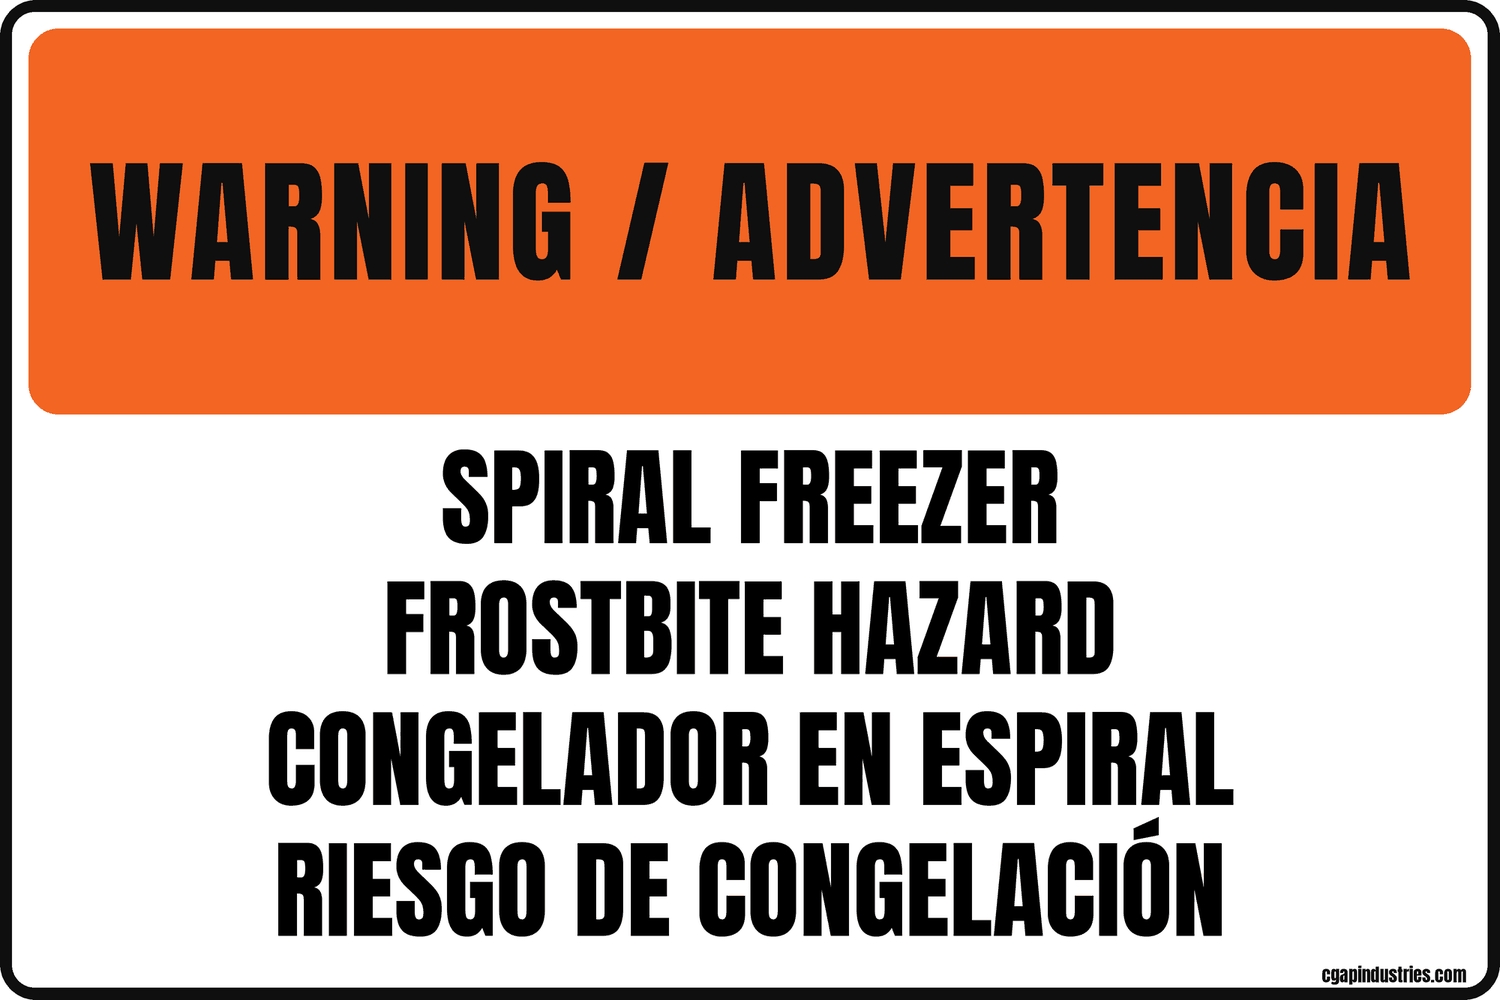 WARNING / ADVERTENCIA
SPIRAL FREEZER
FROSTBITE HAZARD
CONGELADOR EN ESPIRAL
RIESGO DE CONGELACIÓN
cgapindustries.com